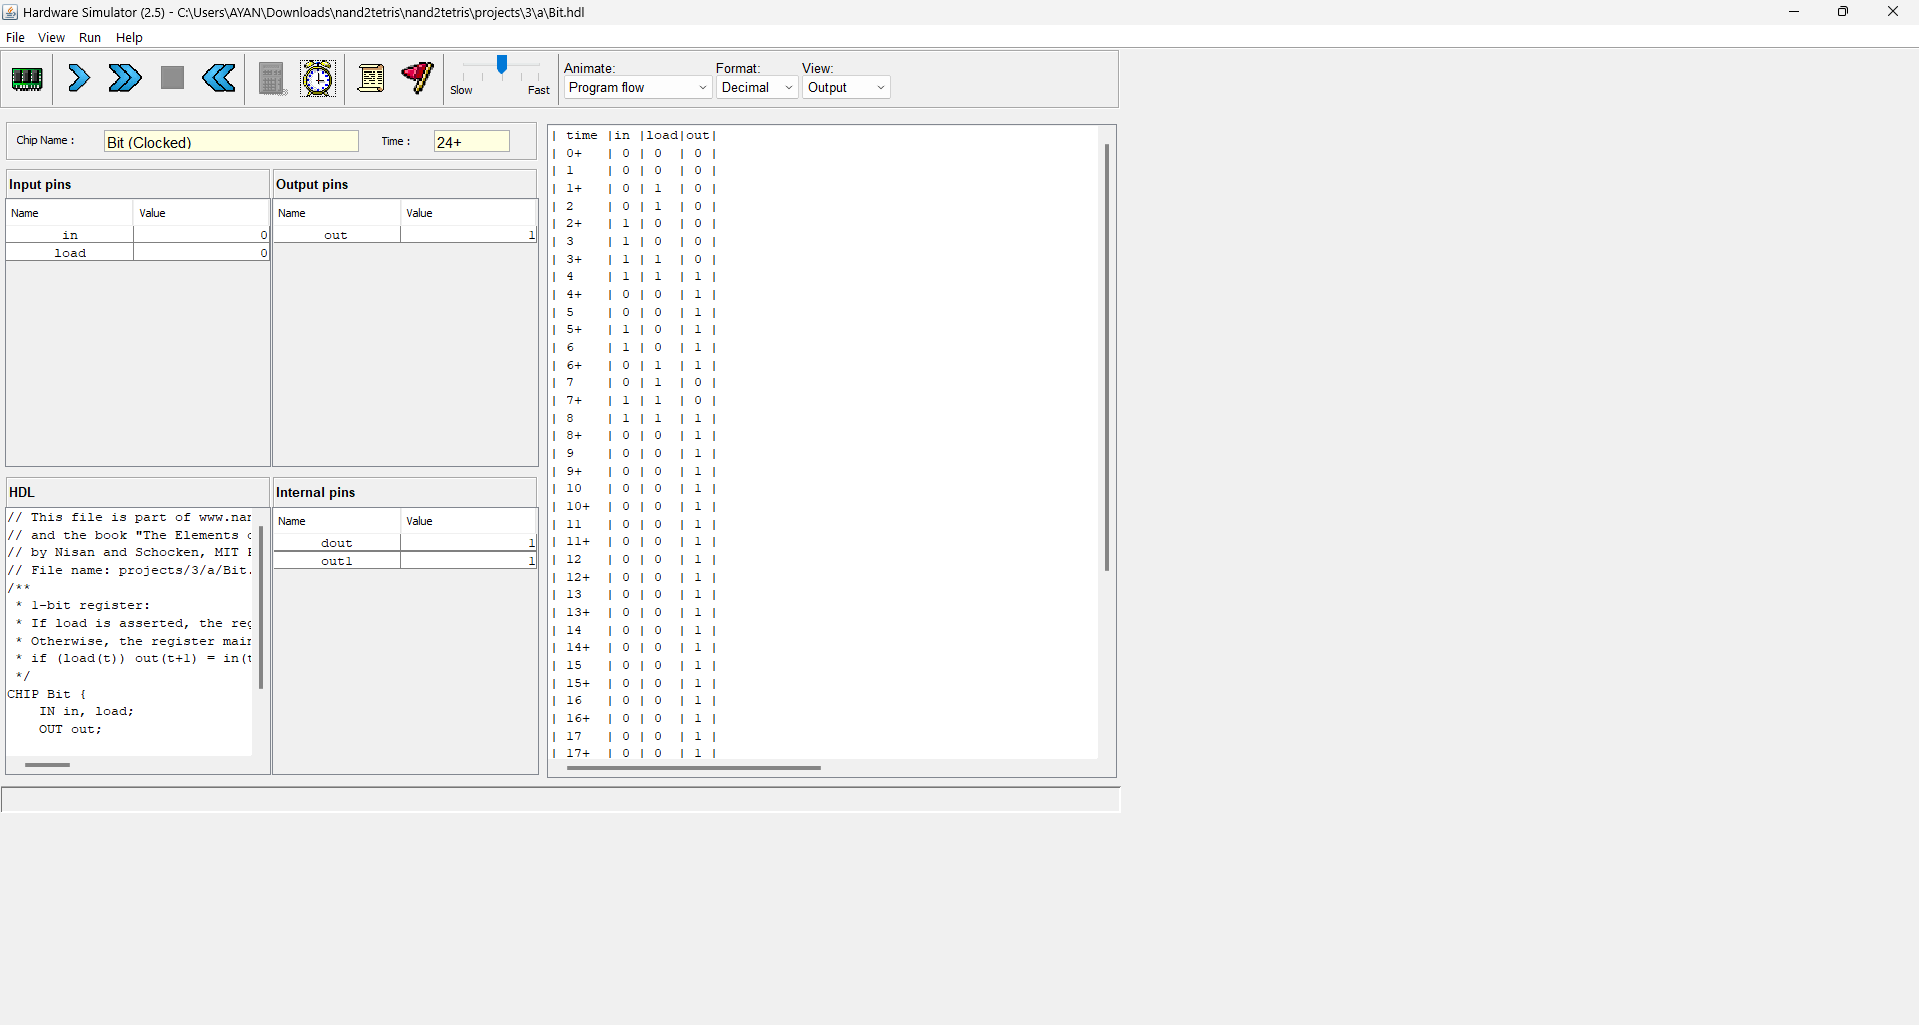 Hardware Simulator (2.5) - C:\Users\AYAN\Downloads\nand2tetris\nand2tetris\projects\3\a\Bit.hdl
File View Run Help
Slow Fast
Animate: Format: View:
Program flow Decimal Output
Chip Name : Bit (Clocked) Time : 24+
Input pins
Name Value
in 0
load 0
Output pins
Name Value
out 1
HDL
// This file is part of www.nan
// and the book "The Elements
// by Nisan and Schocken, MIT
// File name: projects/3/a/Bit.
/**
* 1-bit register:
* If load is asserted, the reg
* Otherwise, the register main
* if (load(t)) out(t+1) = in(t
*/
CHIP Bit {
IN in, load;
OUT out;
Internal pins
Name Value
dout 1
out1 1
| time |in |load|out|
| 0+ | 0 | 0 | 0 |
| 1 | 0 | 0 | 0 |
| 1+ | 0 | 1 | 0 |
| 2 | 0 | 1 | 0 |
| 2+ | 1 | 0 | 0 |
| 3 | 1 | 0 | 0 |
| 3+ | 1 | 1 | 0 |
| 4 | 1 | 1 | 1 |
| 4+ | 0 | 0 | 1 |
| 5 | 0 | 0 | 1 |
| 5+ | 1 | 0 | 1 |
| 6 | 1 | 0 | 1 |
| 6+ | 0 | 1 | 1 |
| 7 | 0 | 1 | 0 |
| 7+ | 1 | 1 | 0 |
| 8 | 1 | 1 | 1 |
| 8+ | 0 | 0 | 1 |
| 9 | 0 | 0 | 1 |
| 9+ | 0 | 0 | 1 |
| 10 | 0 | 0 | 1 |
| 10+ | 0 | 0 | 1 |
| 11 | 0 | 0 | 1 |
| 11+ | 0 | 0 | 1 |
| 12 | 0 | 0 | 1 |
| 12+ | 0 | 0 | 1 |
| 13 | 0 | 0 | 1 |
| 13+ | 0 | 0 | 1 |
| 14 | 0 | 0 | 1 |
| 14+ | 0 | 0 | 1 |
| 15 | 0 | 0 | 1 |
| 15+ | 0 | 0 | 1 |
| 16 | 0 | 0 | 1 |
| 16+ | 0 | 0 | 1 |
| 17 | 0 | 0 | 1 |
| 17+ | 0 | 0 | 1 |